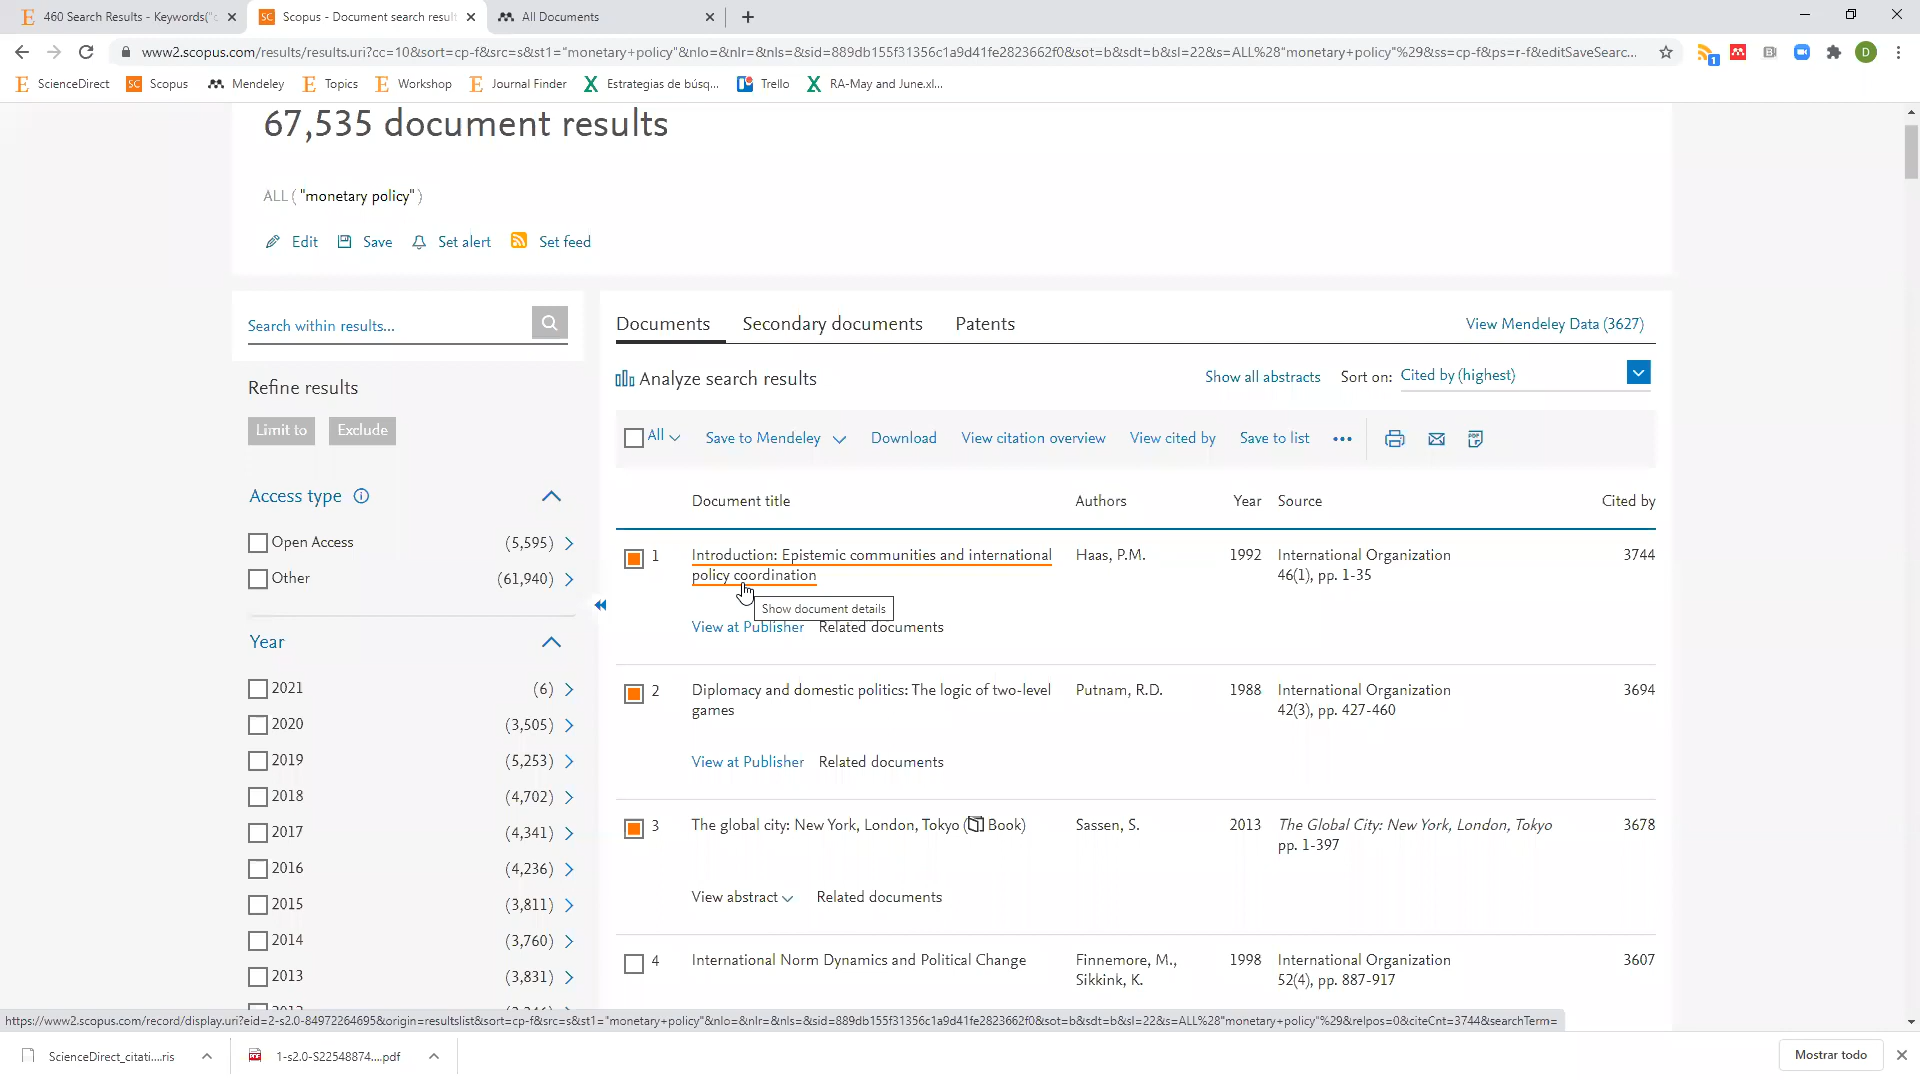 460 Search Results - Keywords("c
Scopus - Document search result
All Documents
www2.scopus.com/results/results.uri?cc=10&sort=cp-f&src=s&st1="monetary+policy"&nlo=&nlr=&nls=&sid=889db155f31356c1a9d41fe2823662f0&sot=b&sdt=b&sl=22&s=ALL%28"monetary+policy"%29&ss=cp-f&ps=r-f&editSaveSearc...
ScienceDirect
Scopus
Mendeley
Topics
Workshop
Journal Finder
Estrategias de búsq...
Trello
RA-May and June.xl...
67,535 document results
ALL ( "monetary policy" )
Edit Save Set alert Set feed
Search within results...
Documents Secondary documents Patents View Mendeley Data (3627)
Refine results
Limit to Exclude
Analyze search results Show all abstracts Sort on: Cited by (highest)
All Save to Mendeley Download View citation overview View cited by Save to list
Access type
Open Access (5,595)
Other (61,940)
Year
2021 (6)
2020 (3,505)
2019 (5,253)
2018 (4,702)
2017 (4,341)
2016 (4,236)
2015 (3,811)
2014 (3,760)
2013 (3,831)
Document title Authors Year Source Cited by
1 Introduction: Epistemic communities and international Haas, P.M. 1992 International Organization 3744
policy coordination 46(1), pp. 1-35
Show document details
View at Publisher Related documents
2 Diplomacy and domestic politics: The logic of two-level Putnam, R.D. 1988 International Organization 3694
games 42(3), pp. 427-460
View at Publisher Related documents
3 The global city: New York, London, Tokyo (Book) Sassen, S. 2013 The Global City: New York, London, Tokyo 3678
pp. 1-397
View abstract Related documents
4 International Norm Dynamics and Political Change Finnemore, M., 1998 International Organization 3607
Sikkink, K. 52(4), pp. 887-917
https://www2.scopus.com/record/display.uri?eid=2-s2.0-84972264695&origin=resultslist&sort=cp-f&src=s&st1="monetary+policy"&nlo=&nlr=&nls=&sid=889db155f31356c1a9d41fe2823662f0&sot=b&sdt=b&sl=22&s=ALL%28"monetary+policy"%29&relpos=0&citeCnt=3744&searchTerm=
ScienceDirect_citati....ris
1-s2.0-S22548874....pdf
Mostrar todo